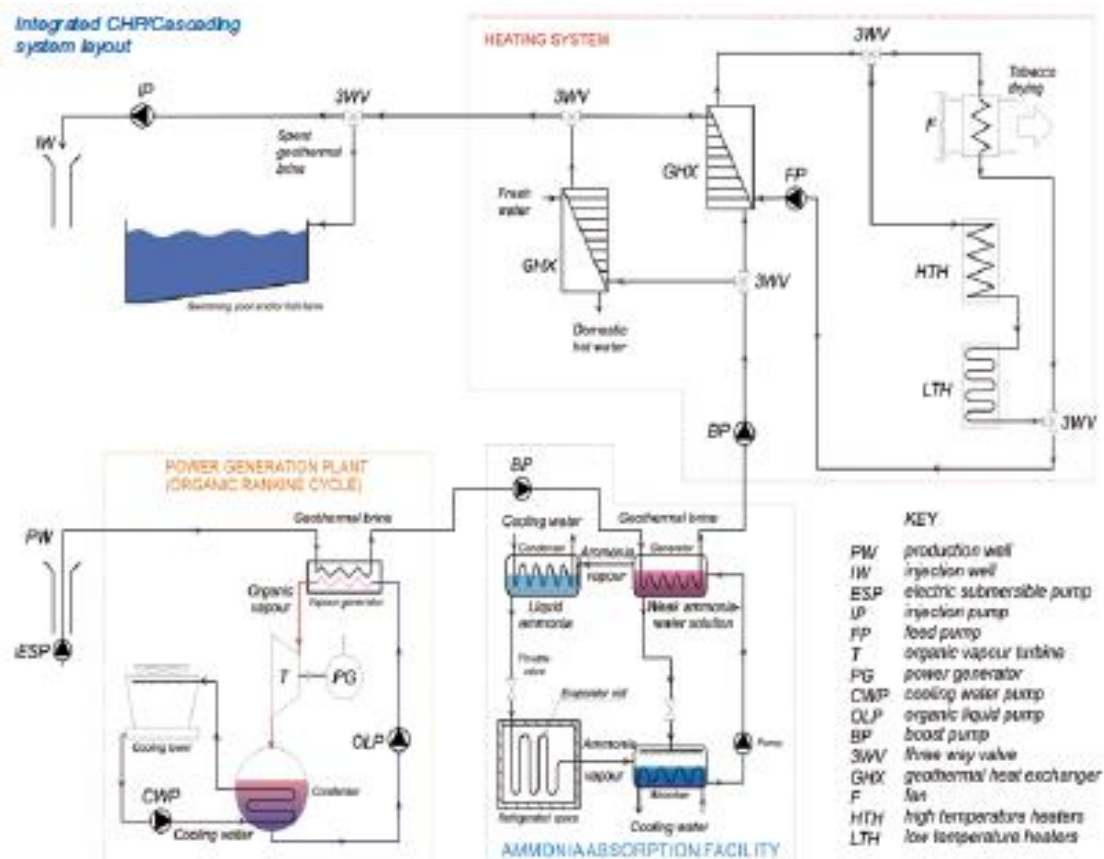 Integrated CHP/Cascading
system layout
HEATING SYSTEM
3WV
Tobacco
drying
IP
3WV
3WV
F
IW
Spent
geothermal
brine
GHX
FP
Fresh
water
GHX
HTH
3WV
Swimming pool and/or fish farm
Domestic
hot water
LTH
3WV
BP
POWER GENERATION PLANT
(ORGANIC RANKINE CYCLE)
BP
Geothermal brine
Cooling water
Geothermal brine
PW
Condenser
Ammonia
vapour
Generator
Organic
vapour
Vapour generator
Liquid
ammonia
Weak ammonia-
water solution
ESP
T
PG
Throttle
valve
Evaporator coil
Cooling tower
OLP
Ammonia
vapour
Pump
CWP
Condenser
Cooling water
Refrigerated space
Absorber
Cooling water
AMMONIA ABSORPTION FACILITY
KEY
PW production well
IW injection well
ESP electric submersible pump
IP injection pump
FP feed pump
T organic vapour turbine
PG power generator
CWP cooling water pump
OLP organic liquid pump
BP boost pump
3WV three way valve
GHX geothermal heat exchanger
F fan
HTH high temperature heaters
LTH low temperature heaters